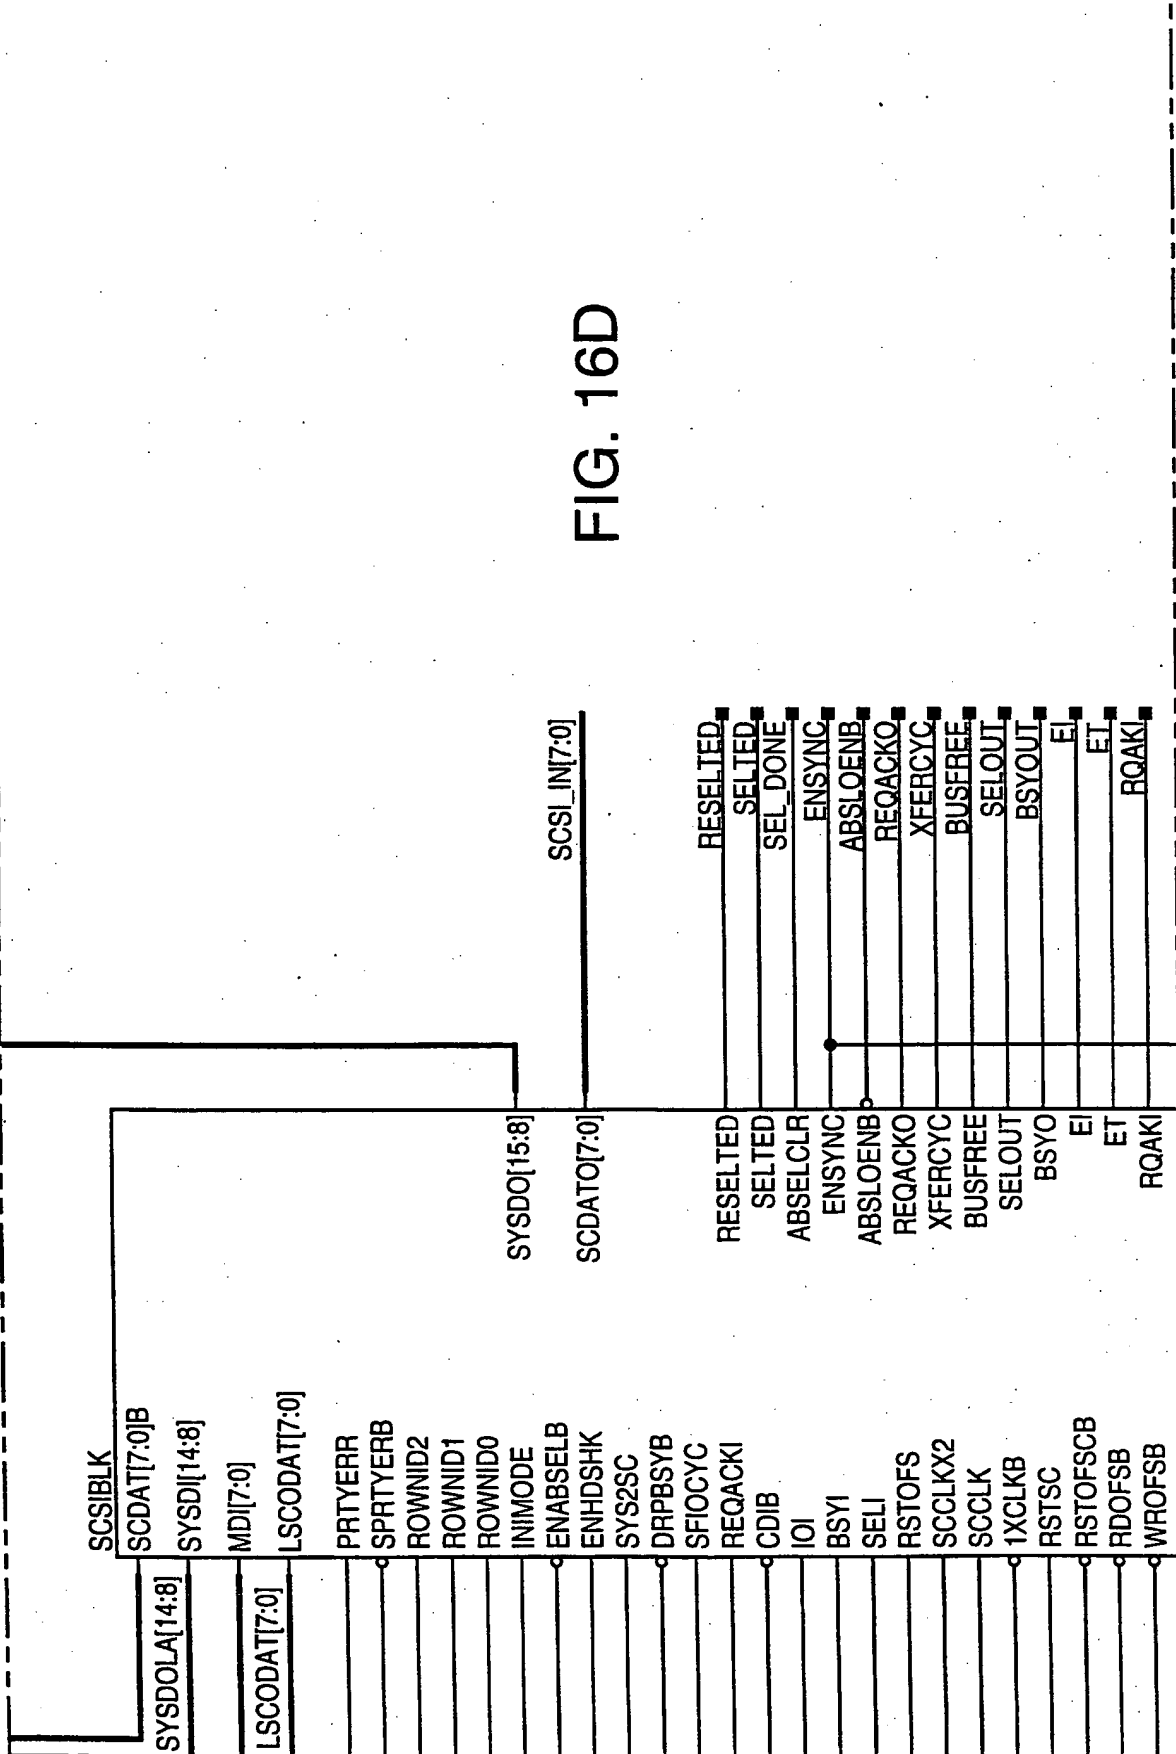 SCSIBLK
SYSDOLA[14:8]
LSCODAT[7:0]
SCDAT[7:0]B
SYSDI[14:8]
MDI[7:0]
LSCODAT[7:0]
PRTYERR
SPRTYERB
ROWNID2
ROWNID1
ROWNID0
INIMODE
ENABSELB
ENHDSHK
SYS2SC
DRPBSYB
SFIOCYC
REQACKI
CDIB
IOI
BSYI
SELI
RSTOFS
SCCLKX2
SCCLK
1XCLKB
RSTSC
RSTOFSCB
RDOFSB
WROFSB
SYSDO[15:8]
SCDATO[7:0]
RESELTED
SELTED
ABSELCLR
ENSYNC
ABSLOENB
REQACKO
XFERCYC
BUSFREE
SELOUT
BSYO
EI
ET
RQAKI
SCSI_IN[7:0]
RESELTED
SELTED
SEL_DONE
ENSYNC
ABSLOENB
REQACKO
XFERCYC
BUSFREE
SELOUT
BSYOUT
EI
ET
RQAKI
FIG. 16D